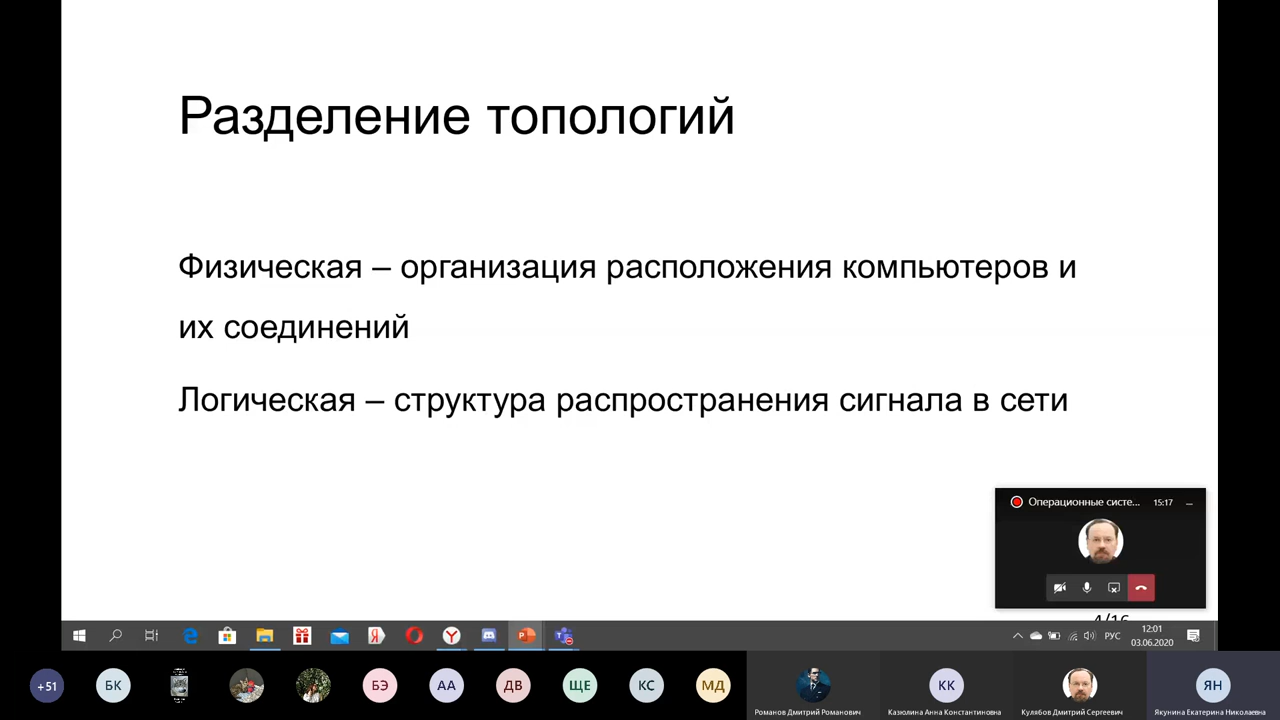 Разделение топологий
Физическая – организация расположения компьютеров и
их соединений
Логическая – структура распространения сигнала в сети
Операционные систе... 15:17
4/16
РУС
12:01
03.06.2020
+51
БК
БЭ
АА
ДВ
ЩЕ
КС
МД
КК
ЯН
Романов Дмитрий Романович
Казюлина Анна Константиновна
Кулябов Дмитрий Сергеевич
Якунина Екатерина Николаевна